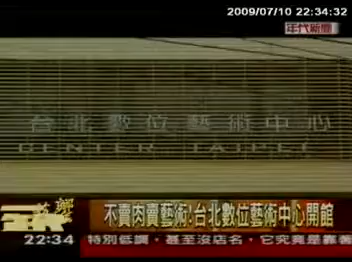 2009/07/10 22:34:32
年代新聞
台北數位藝術中心
CENTER TAIPEI
不賣肉賣藝術!台北數位藝術中心開館
22:34
特別低調，甚至沒店名，它究竟是靠著